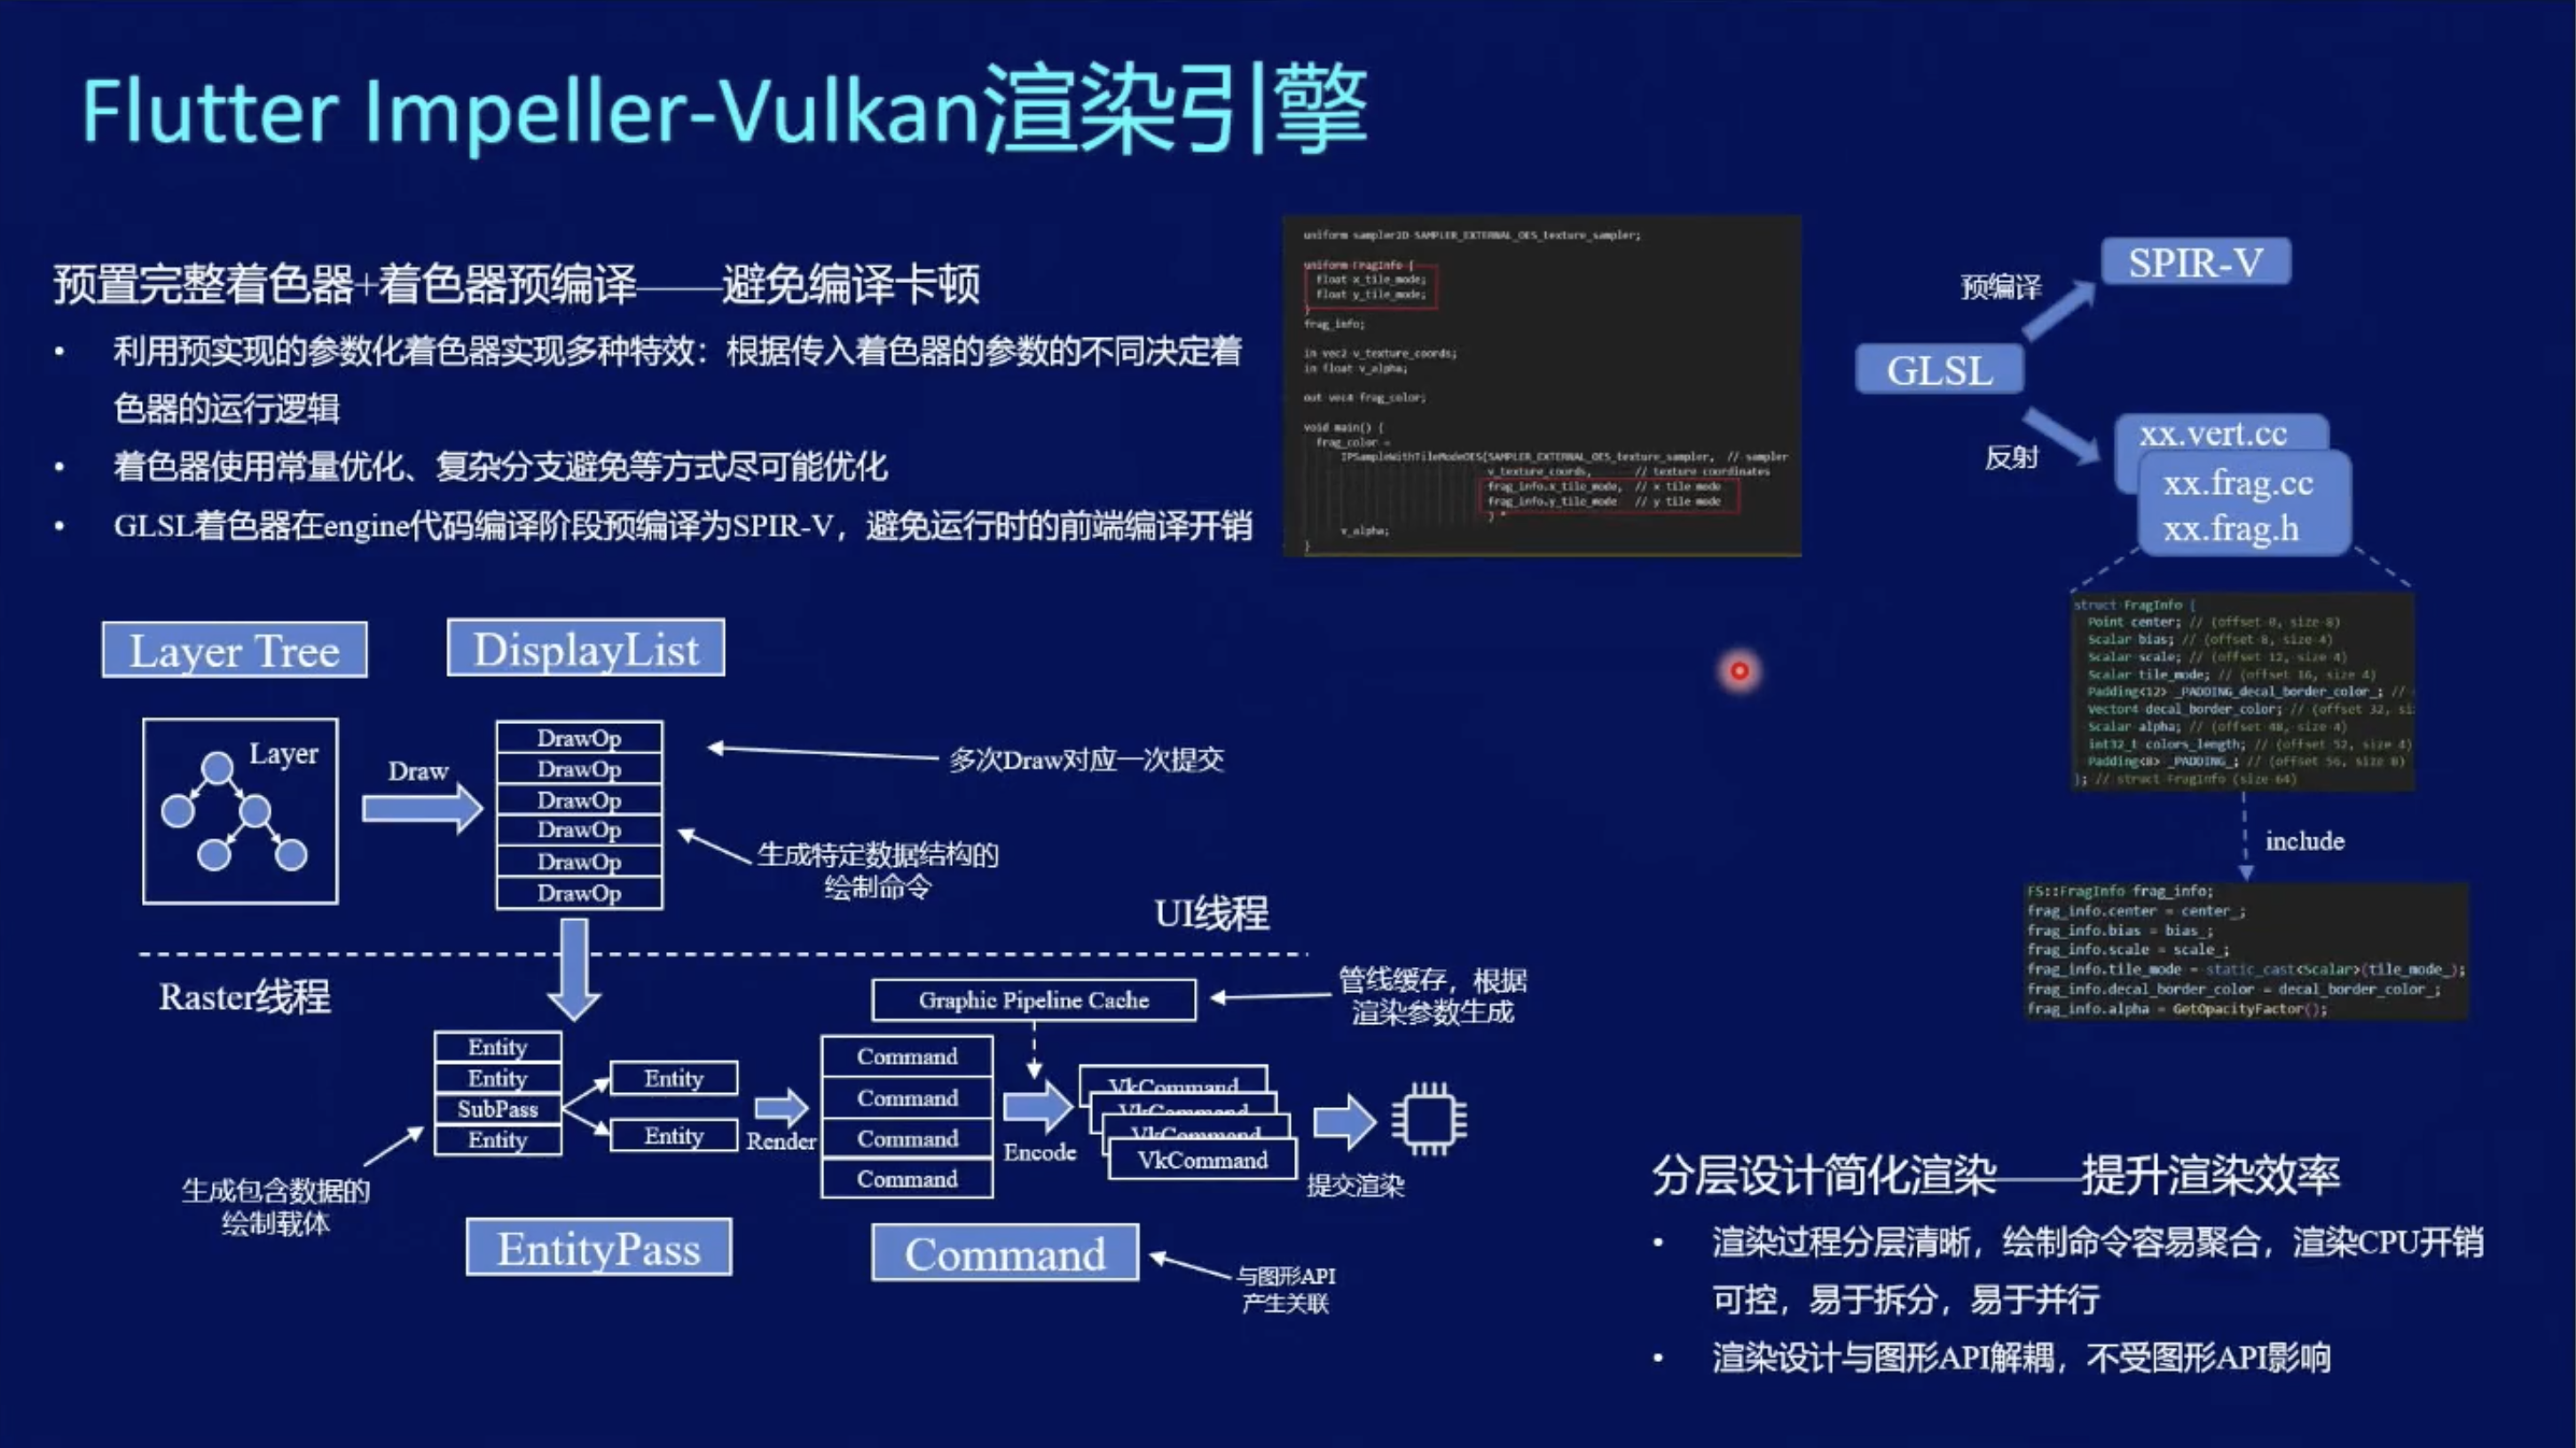 Flutter Impeller-Vulkan渲染引擎
预置完整着色器+着色器预编译——避免编译卡顿
• 利用预实现的参数化着色器实现多种特效：根据传入着色器的参数的不同决定着
色器的运行逻辑
• 着色器使用常量优化、复杂分支避免等方式尽可能优化
• GLSL着色器在engine代码编译阶段预编译为SPIR-V，避免运行时的前端编译开销
uniform sampler2D SAMPLER_EXTERNAL_OES_texture_sampler;
uniform FragInfo {
float x_tile_mode;
float y_tile_mode;
}
frag_info;
in vec2 v_texture_coords;
in float v_alpha;
out vec4 frag_color;
void main() {
frag_color =
IPSampleWithTileModeOES(SAMPLER_EXTERNAL_OES_texture_sampler, // sampler
v_texture_coords, // texture coordinates
frag_info.x_tile_mode, // x tile mode
frag_info.y_tile_mode // y tile mode
) *
v_alpha;
}
SPIR-V
预编译
GLSL
反射
xx.vert.cc
xx.frag.cc
xx.frag.h
struct FragInfo {
Point center; // (offset 0, size 8)
Scalar bias; // (offset 8, size 4)
Scalar scale; // (offset 12, size 4)
Scalar tile_mode; // (offset 16, size 4)
Padding<12> _PADDING_decal_border_color_; //
Vector4 decal_border_color; // (offset 32, si
Scalar alpha; // (offset 48, size 4)
int32_t colors_length; // (offset 52, size 4)
Padding<8> _PADDING_; // (offset 56, size 8)
}; // struct FragInfo (size 64)
include
FS::FragInfo frag_info;
frag_info.center = center_;
frag_info.bias = bias_;
frag_info.scale = scale_;
frag_info.tile_mode = static_cast<Scalar>(tile_mode_);
frag_info.decal_border_color = decal_border_color_;
frag_info.alpha = GetOpacityFactor();
Layer Tree
DisplayList
Layer
Draw
DrawOp
DrawOp
DrawOp
DrawOp
DrawOp
DrawOp
多次Draw对应一次提交
生成特定数据结构的
绘制命令
UI线程
Raster线程
Graphic Pipeline Cache
管线缓存，根据
渲染参数生成
Entity
Entity
SubPass
Entity
Entity
Entity
Render
Command
Command
Command
Command
Encode
VkCommand
VkCommand
VkCommand
VkCommand
提交渲染
生成包含数据的
绘制载体
EntityPass
Command
与图形API
产生关联
分层设计简化渲染——提升渲染效率
• 渲染过程分层清晰，绘制命令容易聚合，渲染CPU开销
可控，易于拆分，易于并行
• 渲染设计与图形API解耦，不受图形API影响